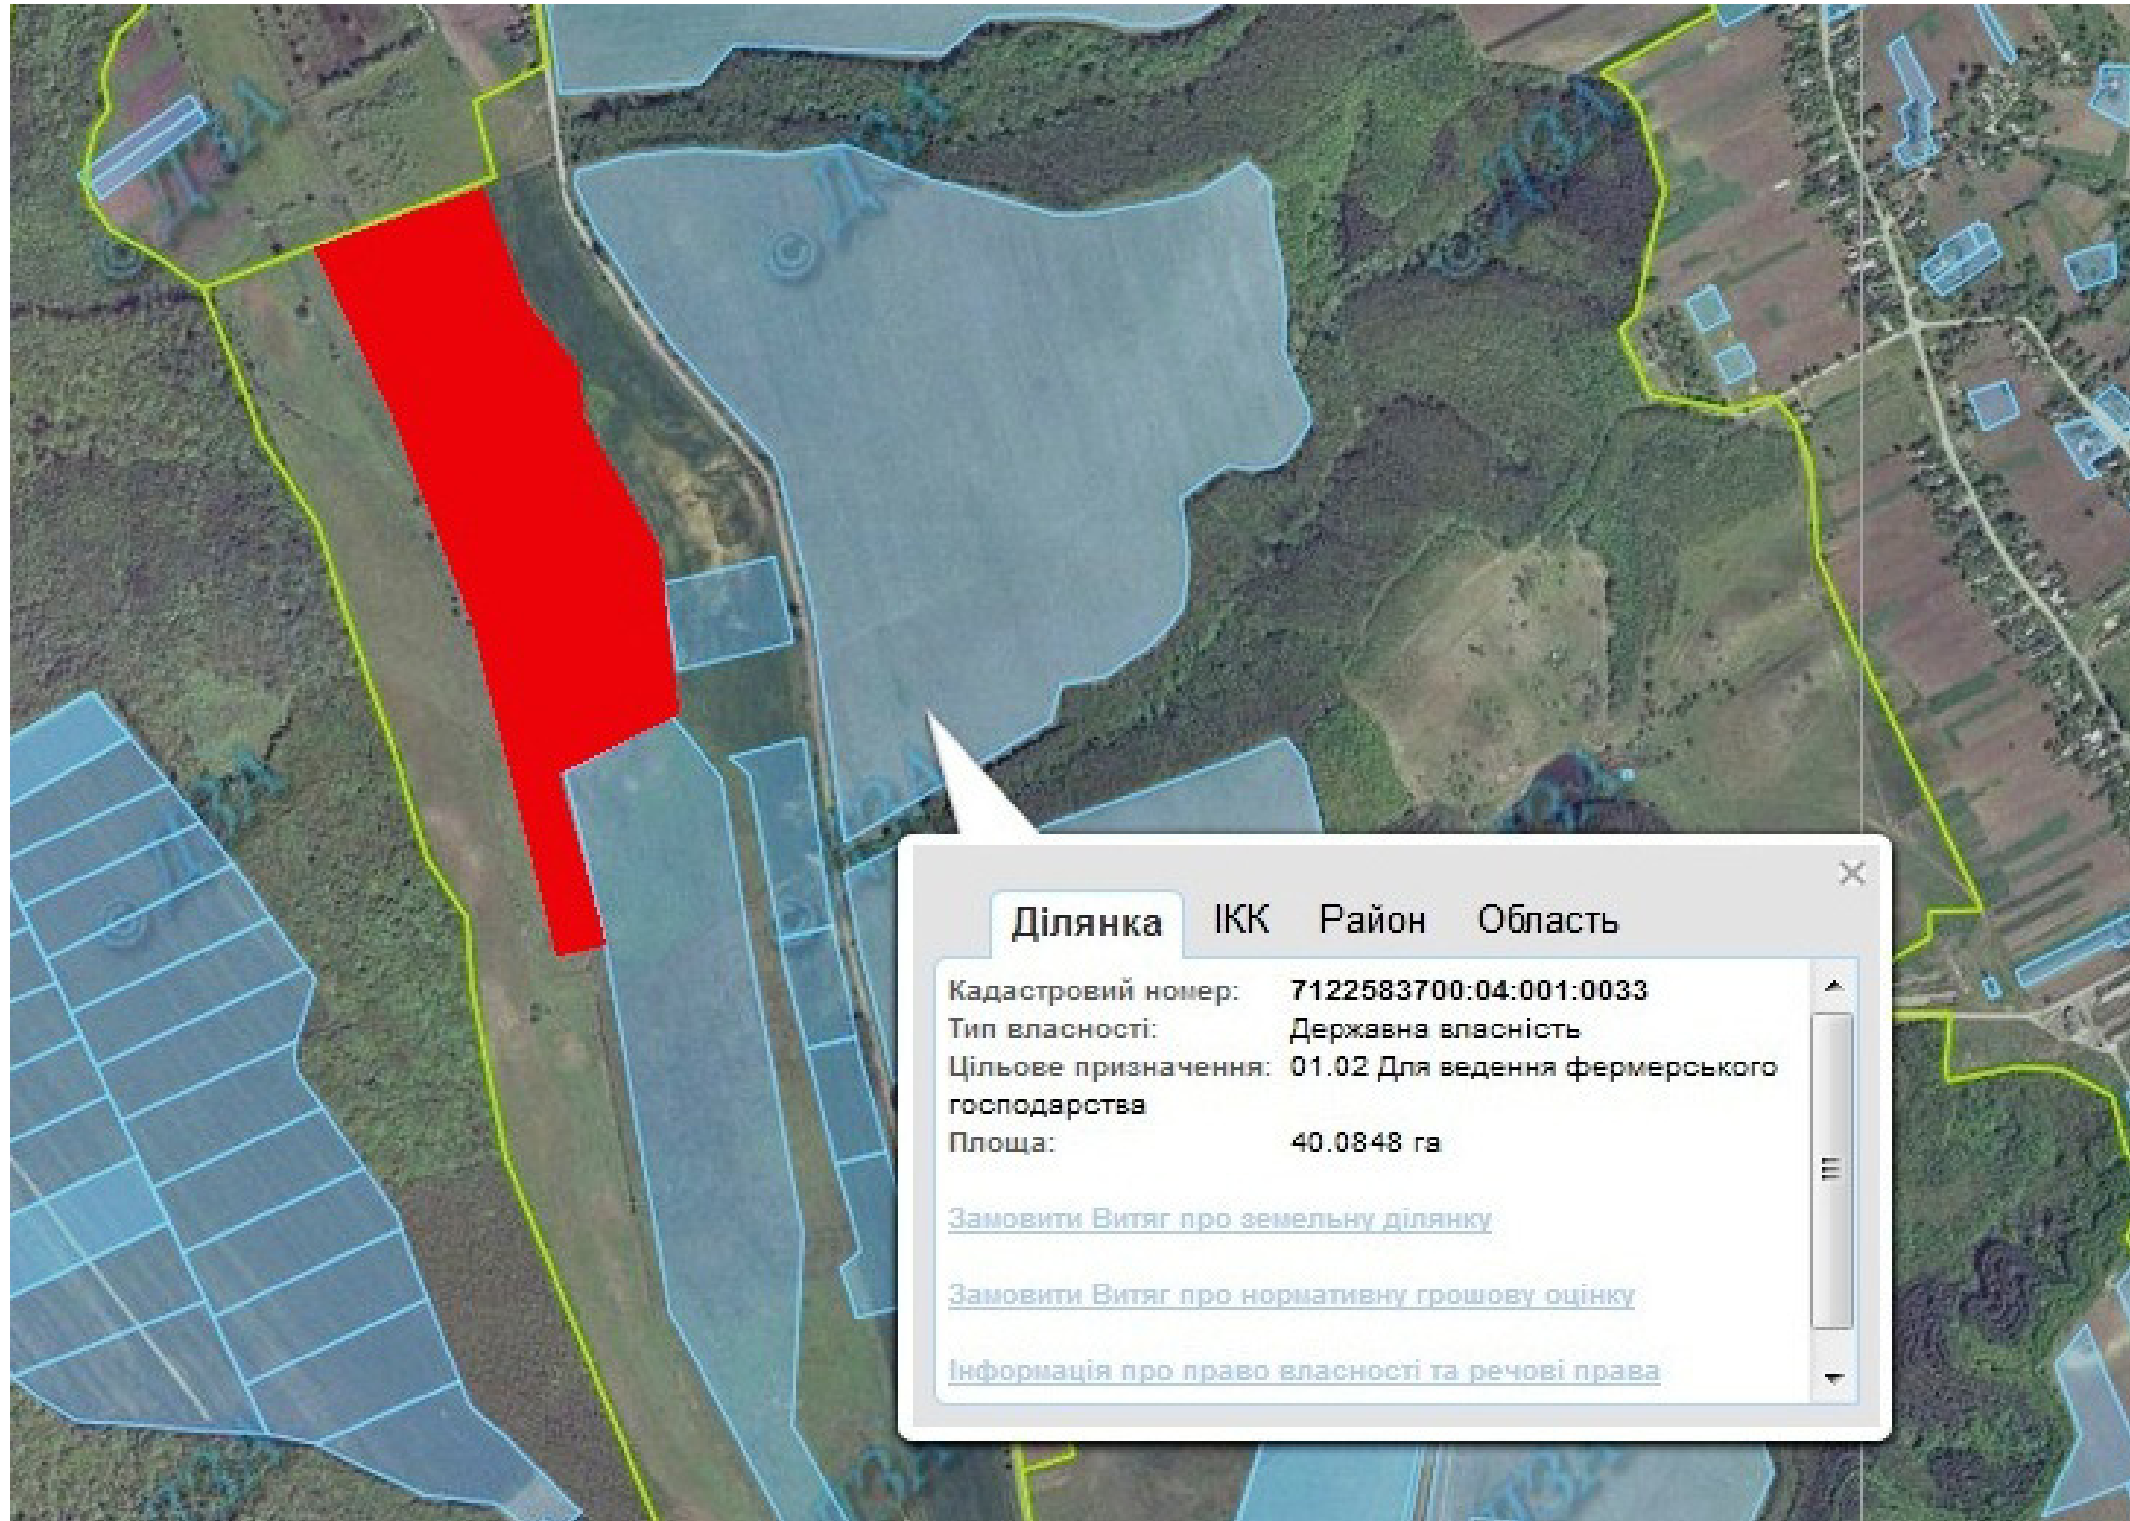 Ділянка ІКК Район Область
Кадастровий номер: 7122583700:04:001:0033
Тип власності: Державна власність
Цільове призначення: 01.02 Для ведення фермерського
господарства
Площа: 40.0848 га
Замовити Витяг про земельну ділянку
Замовити Витяг про нормативну грошову оцінку
Інформація про право власності та речові права